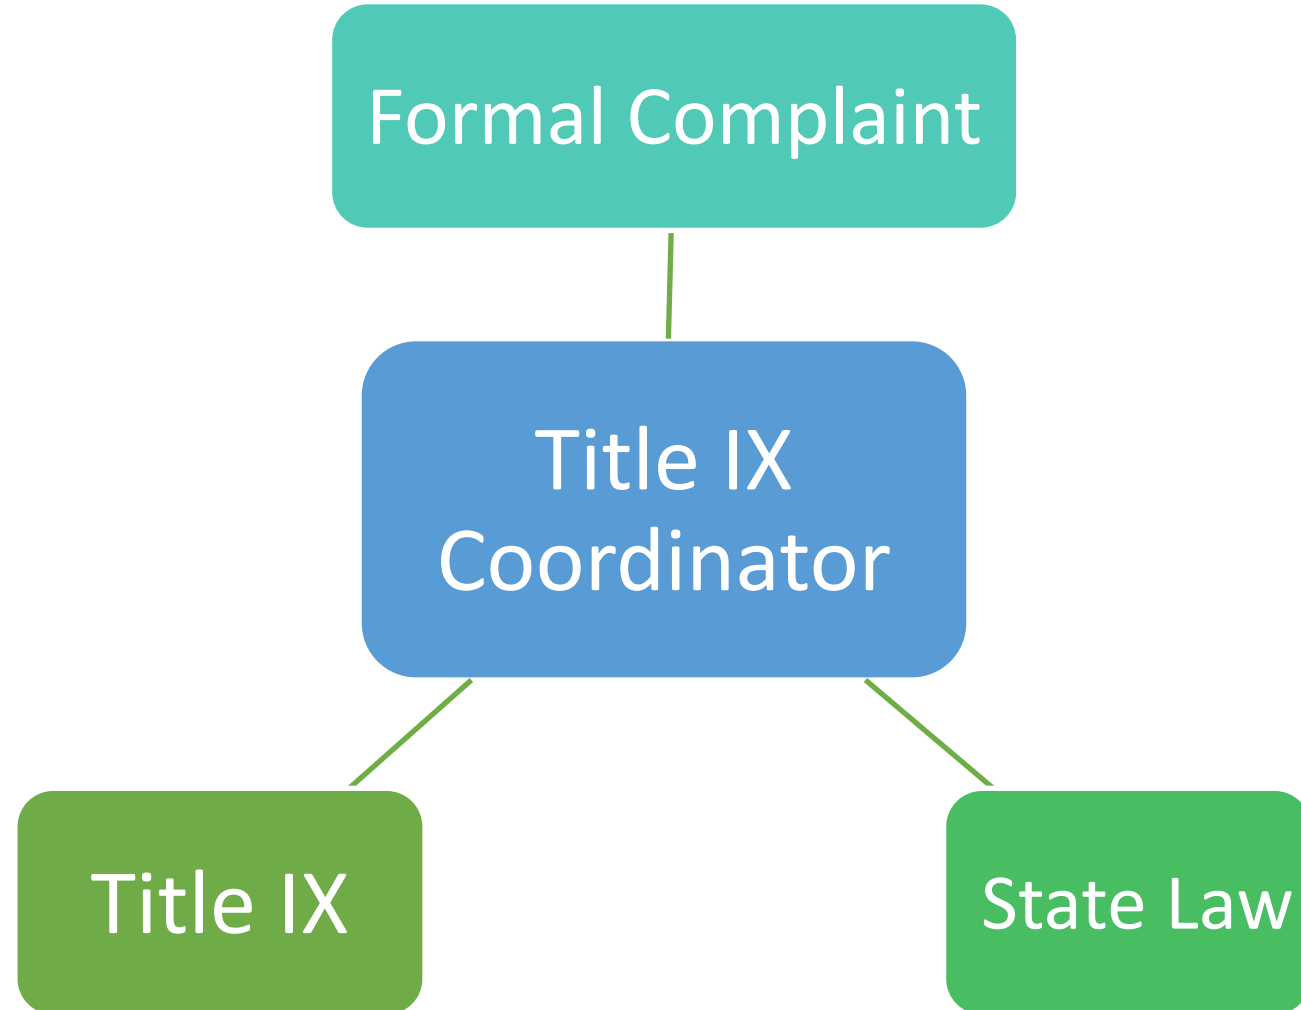 Formal Complaint
Title IX
Coordinator
Title IX
State Law